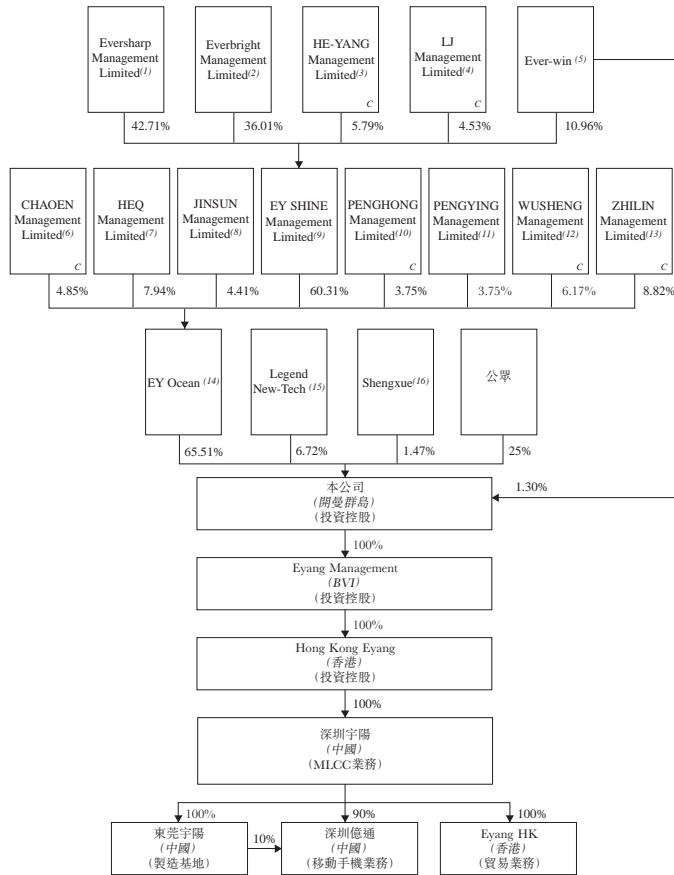 Eversharp
Management
Limited(1)
Everbright
Management
Limited(2)
HE-YANG
Management
Limited(3)
C
LJ
Management
Limited(4)
C
Ever-win (5)
42.71%
36.01%
5.79%
4.53%
10.96%
CHAOEN
Management
Limited(6)
C
HEQ
Management
Limited(7)
JINSUN
Management
Limited(8)
EY SHINE
Management
Limited(9)
PENGHONG
Management
Limited(10)
C
PENGYING
Management
Limited(11)
WUSHENG
Management
Limited(12)
C
ZHILIN
Management
Limited(13)
C
4.85%
7.94%
4.41%
60.31%
3.75%
3.75%
6.17%
8.82%
EY Ocean (14)
Legend
New-Tech (15)
Shengxue(16)
公眾
65.51%
6.72%
1.47%
25%
本公司
(開曼群島)
(投資控股)
1.30%
100%
Eyang Management
(BVI)
(投資控股)
100%
Hong Kong Eyang
(香港)
(投資控股)
100%
深圳宇陽
(中國)
(MLCC業務)
100%
90%
100%
東莞宇陽
(中國)
(製造基地)
10%
深圳億通
(中國)
(移動手機業務)
Eyang HK
(香港)
(貿易業務)